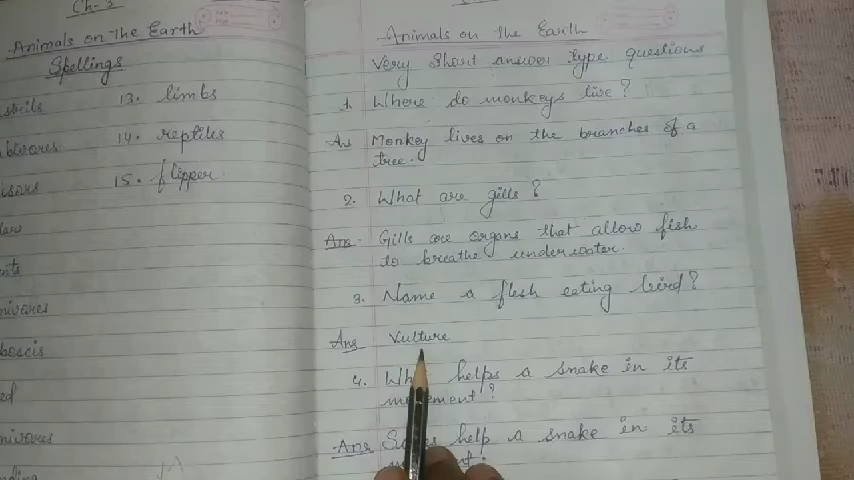 Ch-3
Animals on the Earth
Spellings
13. limbs
14. reptiles
15. flipper
Animals on the Earth
Very Short answer type questions
1. Where do monkeys live?
Ans Monkey lives on the branches of a
tree.
2. What are gills?
Ans. Gills are organs that allow fish
to breathe underwater.
3. Name a flesh eating bird?
Ans Vulture
4. helps a snake in its
Ans help a snake in its